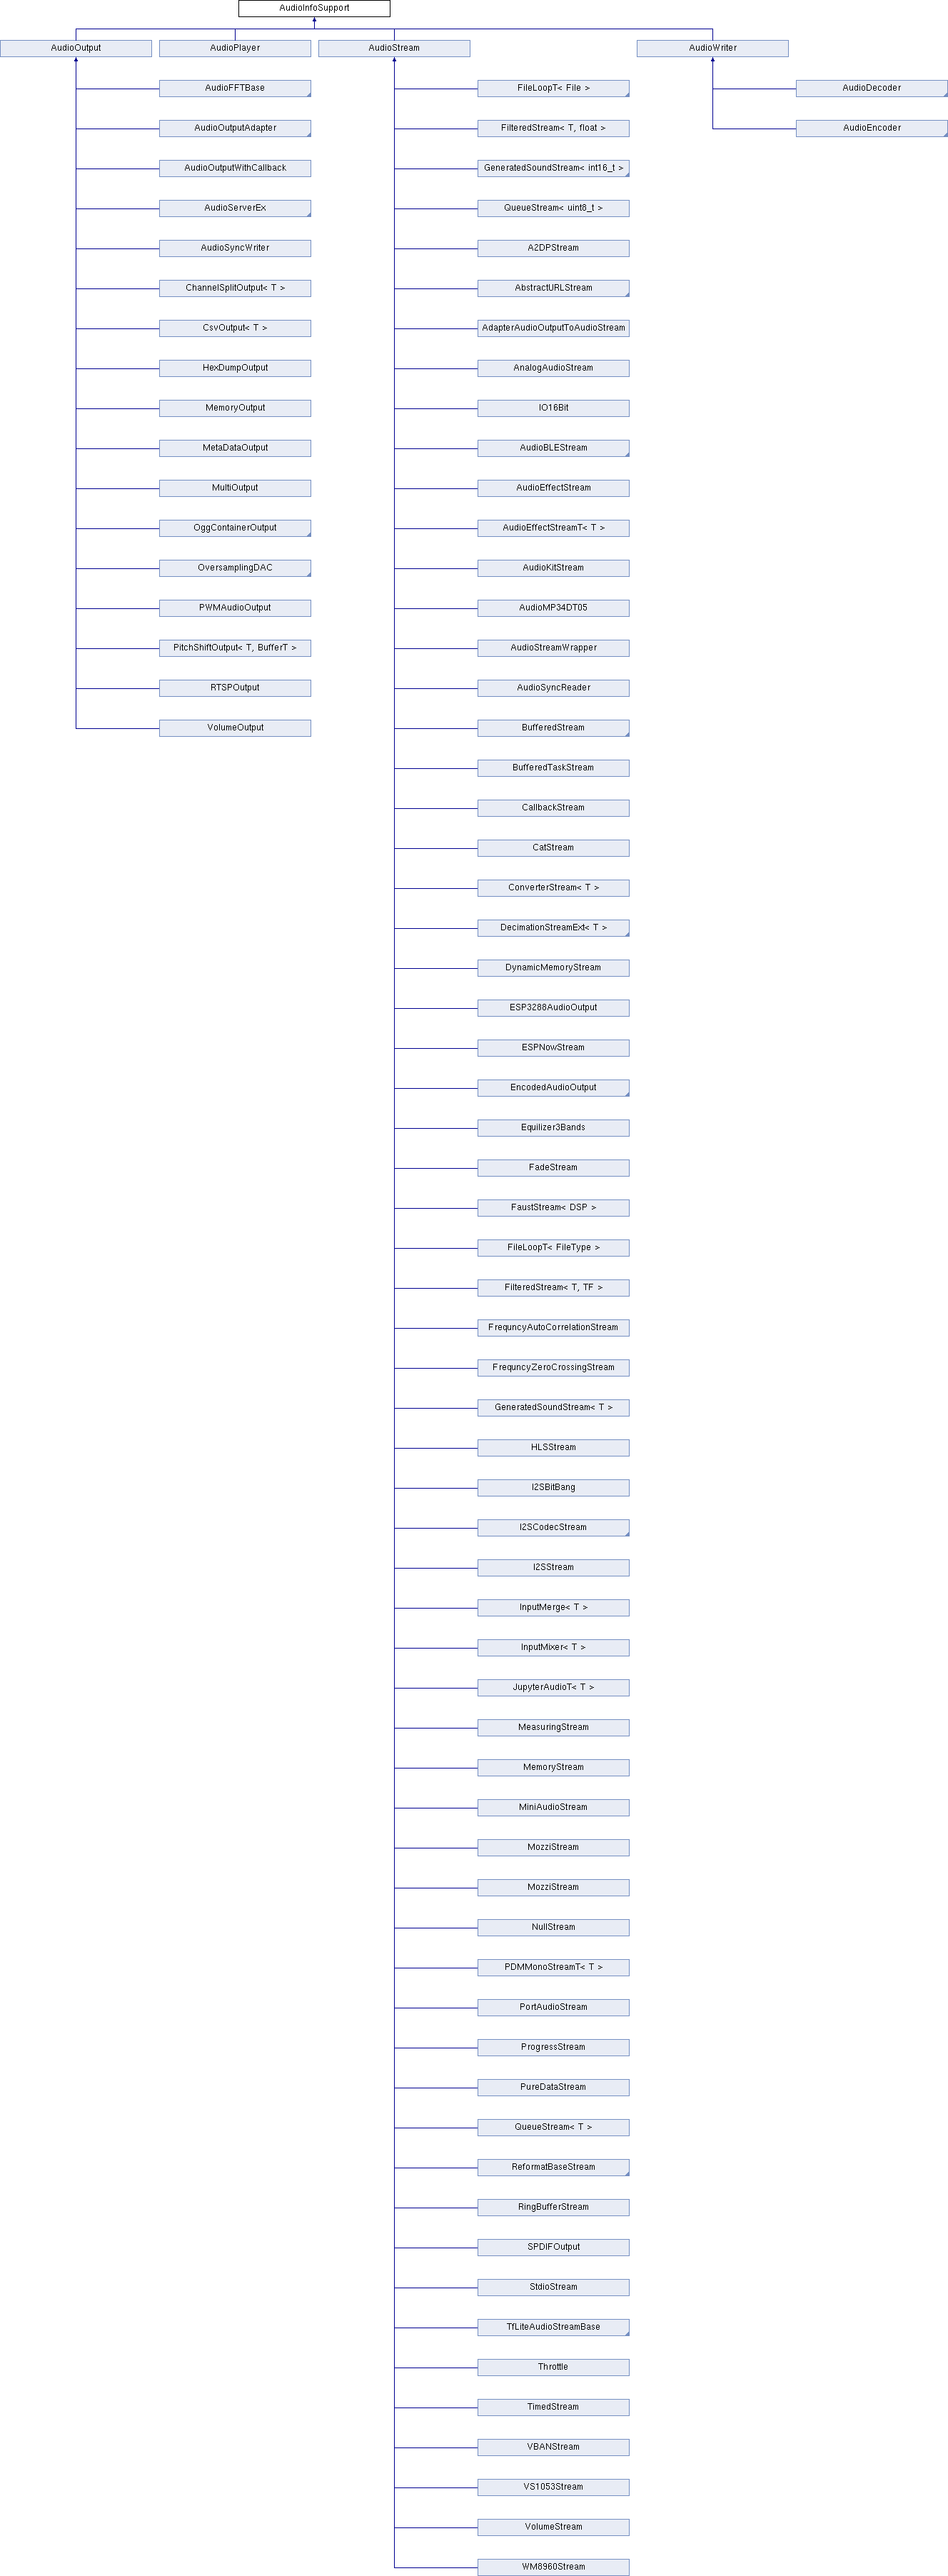 AudioInfoSupport
AudioOutput
AudioPlayer
AudioStream
AudioWriter
AudioFFTBase
FileLoopT< File >
AudioDecoder
AudioOutputAdapter
FilteredStream< T, float >
AudioEncoder
AudioOutputWithCallback
GeneratedSoundStream< int16_t >
AudioServerEx
QueueStream< uint8_t >
AudioSyncWriter
A2DPStream
ChannelSplitOutput< T >
AbstractURLStream
CsvOutput< T >
AdapterAudioOutputToAudioStream
HexDumpOutput
AnalogAudioStream
MemoryOutput
IO16Bit
MetaDataOutput
AudioBLEStream
MultiOutput
AudioEffectStream
OggContainerOutput
AudioEffectStreamT< T >
OversamplingDAC
AudioKitStream
PWMAudioOutput
AudioMP34DT05
PitchShiftOutput< T, BufferT >
AudioStreamWrapper
RTSPOutput
AudioSyncReader
VolumeOutput
BufferedStream
BufferedTaskStream
CallbackStream
CatStream
ConverterStream< T >
DecimationStreamExt< T >
DynamicMemoryStream
ESP3288AudioOutput
ESPNowStream
EncodedAudioOutput
Equilizer3Bands
FadeStream
FaustStream< DSP >
FileLoopT< FileType >
FilteredStream< T, TF >
FrequncyAutoCorrelationStream
FrequncyZeroCrossingStream
GeneratedSoundStream< T >
HLSStream
I2SBitBang
I2SCodecStream
I2SStream
InputMerge< T >
InputMixer< T >
JupyterAudioT< T >
MeasuringStream
MemoryStream
MiniAudioStream
MozziStream
MozziStream
NullStream
PDMMonoStreamT< T >
PortAudioStream
ProgressStream
PureDataStream
QueueStream< T >
ReformatBaseStream
RingBufferStream
SPDIFOutput
StdioStream
TfLiteAudioStreamBase
Throttle
TimedStream
VBANStream
VS1053Stream
VolumeStream
WM8960Stream